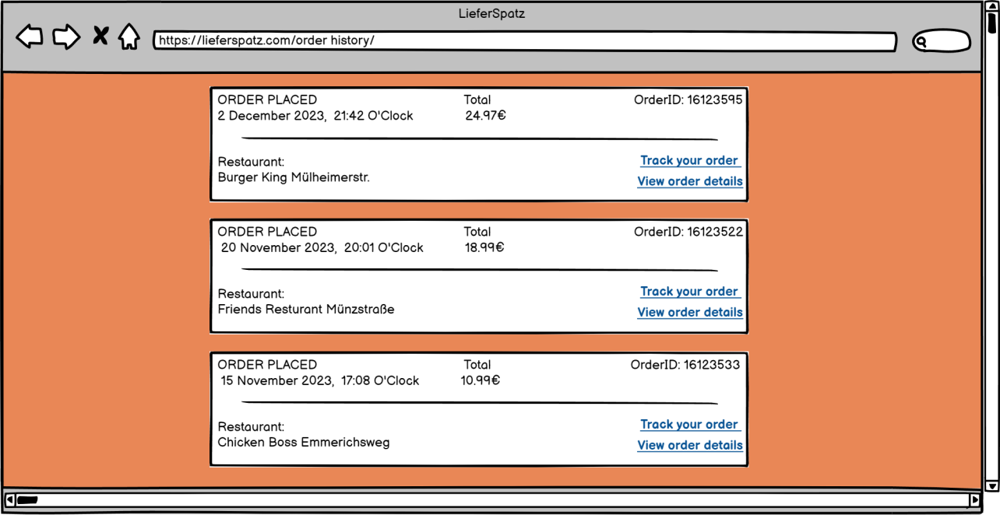 LieferSpatz
https://lieferspatz.com/order history/
ORDER PLACED Total OrderID: 16123595
2 December 2023, 21:42 O'Clock 24.97€
Restaurant: Track your order
Burger King Mülheimerstr. View order details
ORDER PLACED Total OrderID: 16123522
20 November 2023, 20:01 O'Clock 18.99€
Restaurant: Track your order
Friends Resturant Münzstraße View order details
ORDER PLACED Total OrderID: 16123533
15 November 2023, 17:08 O'Clock 10.99€
Restaurant: Track your order
Chicken Boss Emmerichsweg View order details